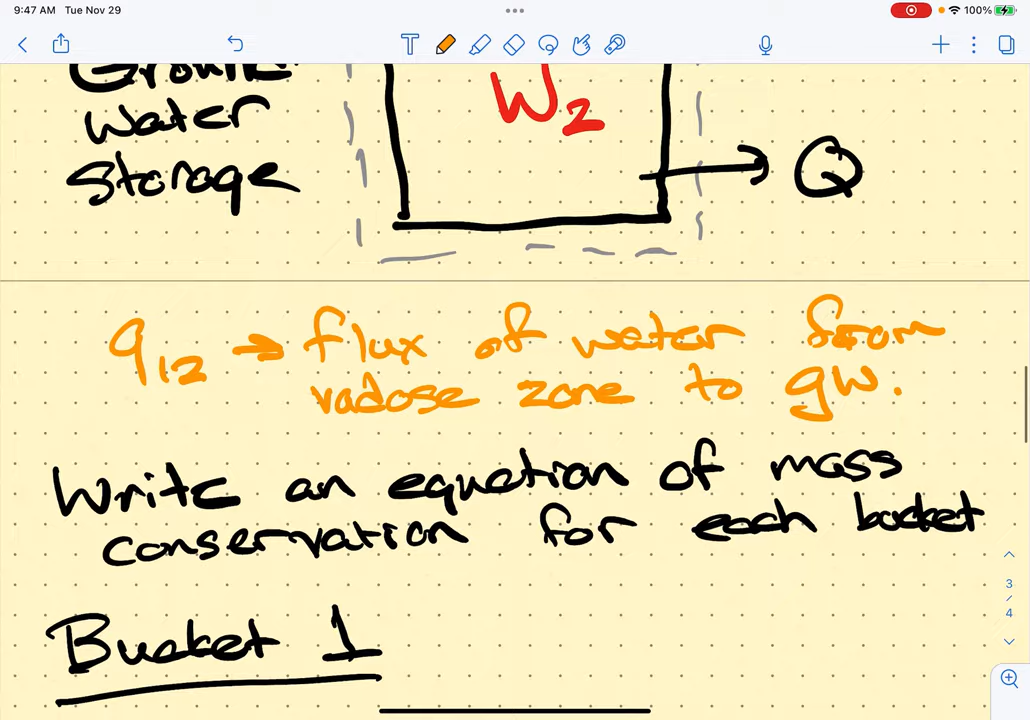 9:47 AM Tue Nov 29
100%
T
Ground
Water
Storage
W2
Q
q12 → flux of water from
vadose zone to gw.
Write an equation of mass
conservation for each bucket
3
/
4
Bucket 1